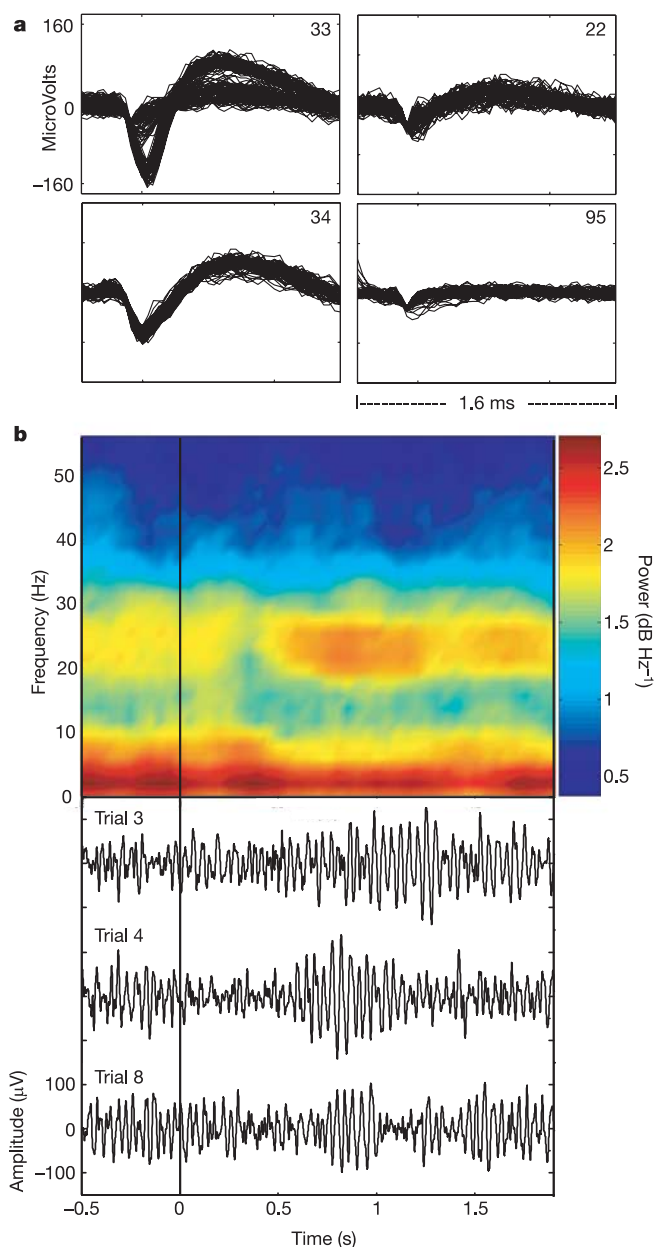 a
160
MicroVolts
0
−160
33
22
34
95
1.6 ms
b
50
40
30
20
10
0
Frequency (Hz)
2.5
2
1.5
1
0.5
Power (dB Hz⁻¹)
Trial 3
Trial 4
Trial 8
100
0
−100
Amplitude (μV)
−0.5
0
0.5
1
1.5
Time (s)